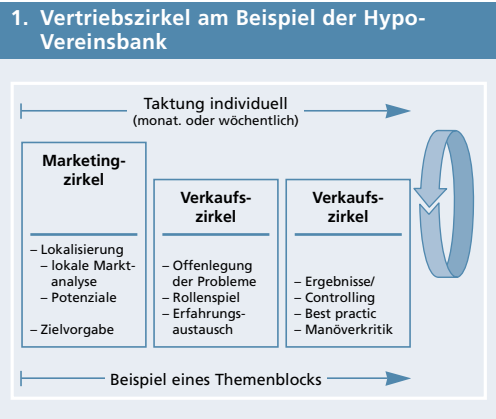 1. Vertriebszirkel am Beispiel der Hypo-
Vereinsbank
Taktung individuell
(monat. oder wöchentlich)
Marketing-
zirkel
– Lokalisierung
– lokale Markt-
analyse
– Potenziale
– Zielvorgabe
Verkaufs-
zirkel
– Offenlegung
der Probleme
– Rollenspiel
– Erfahrungs-
austausch
Verkaufs-
zirkel
– Ergebnisse/
– Controlling
– Best practic
– Manöverkritik
Beispiel eines Themenblocks